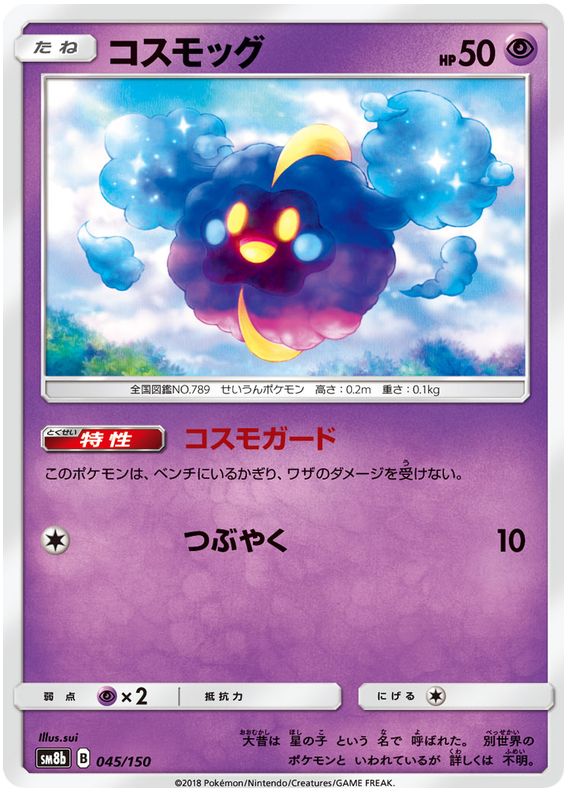 たね コスモッグ HP50
全国図鑑NO.789 せいうんポケモン 高さ：0.2m 重さ：0.1kg
とくせい
特性 コスモガード
このポケモンは、ベンチにいるかぎり、ワザのダメージを受けない。
つぶやく 10
弱点 ×2 抵抗力 にげる
Illus.sui
大昔は 星の子 という 名で 呼ばれた。 別世界の
ポケモンと いわれているが 詳しくは 不明。
sm8b B 045/150
©2018 Pokémon/Nintendo/Creatures/GAME FREAK.